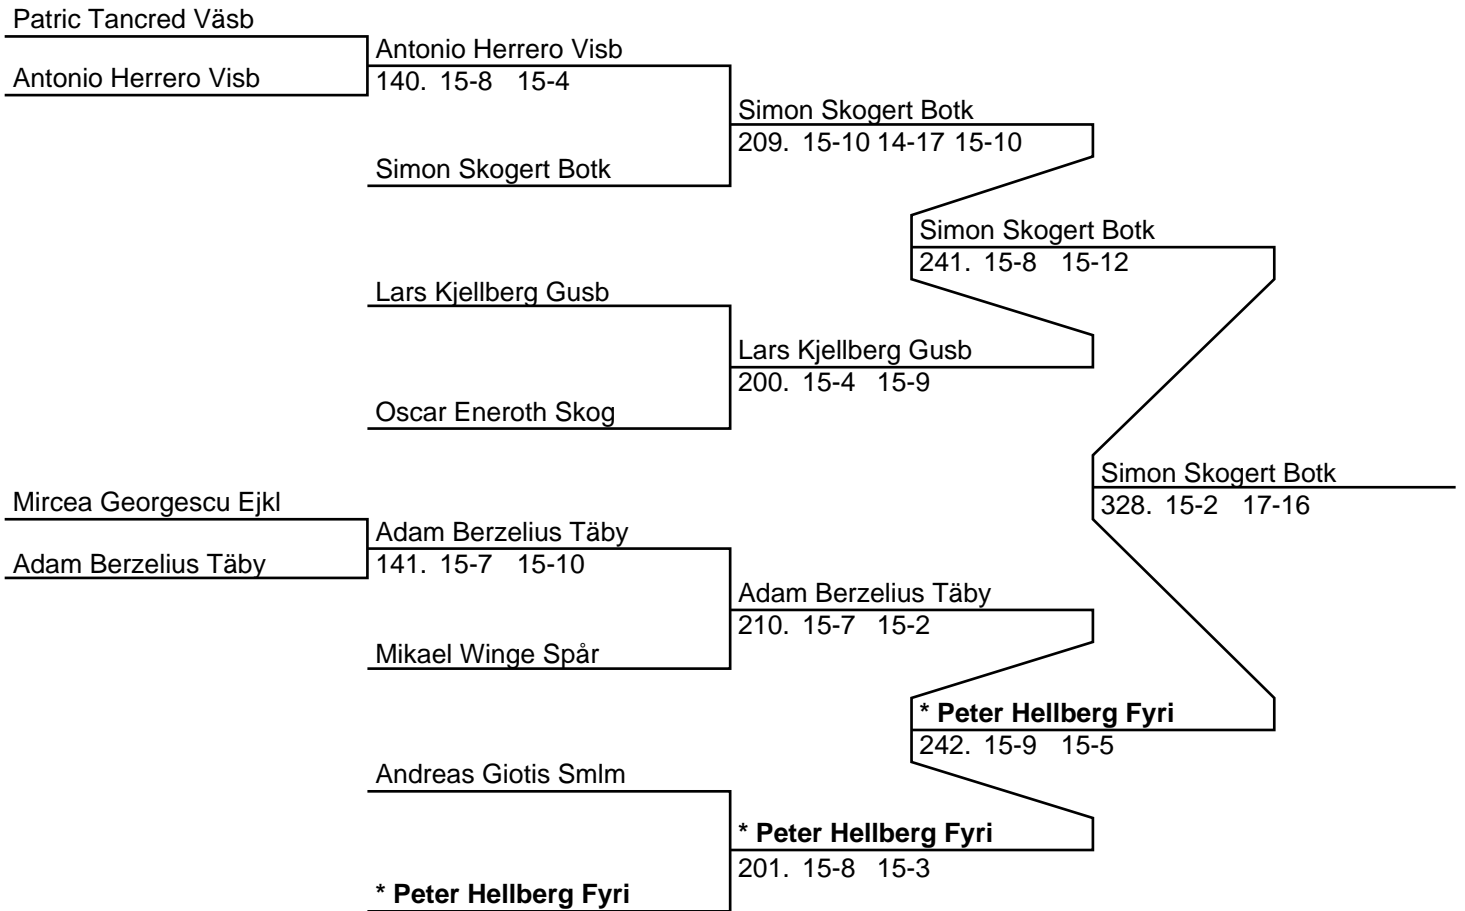 Patric Tancred Väsb
Antonio Herrero Visb
Antonio Herrero Visb
140. 15-8 15-4
Simon Skogert Botk
Simon Skogert Botk
209. 15-10 14-17 15-10
Simon Skogert Botk
241. 15-8 15-12
Lars Kjellberg Gusb
Lars Kjellberg Gusb
200. 15-4 15-9
Oscar Eneroth Skog
Simon Skogert Botk
328. 15-2 17-16
Mircea Georgescu Ejkl
Adam Berzelius Täby
Adam Berzelius Täby
141. 15-7 15-10
Adam Berzelius Täby
210. 15-7 15-2
Mikael Winge Spår
* Peter Hellberg Fyri
242. 15-9 15-5
Andreas Giotis Smlm
* Peter Hellberg Fyri
201. 15-8 15-3
* Peter Hellberg Fyri